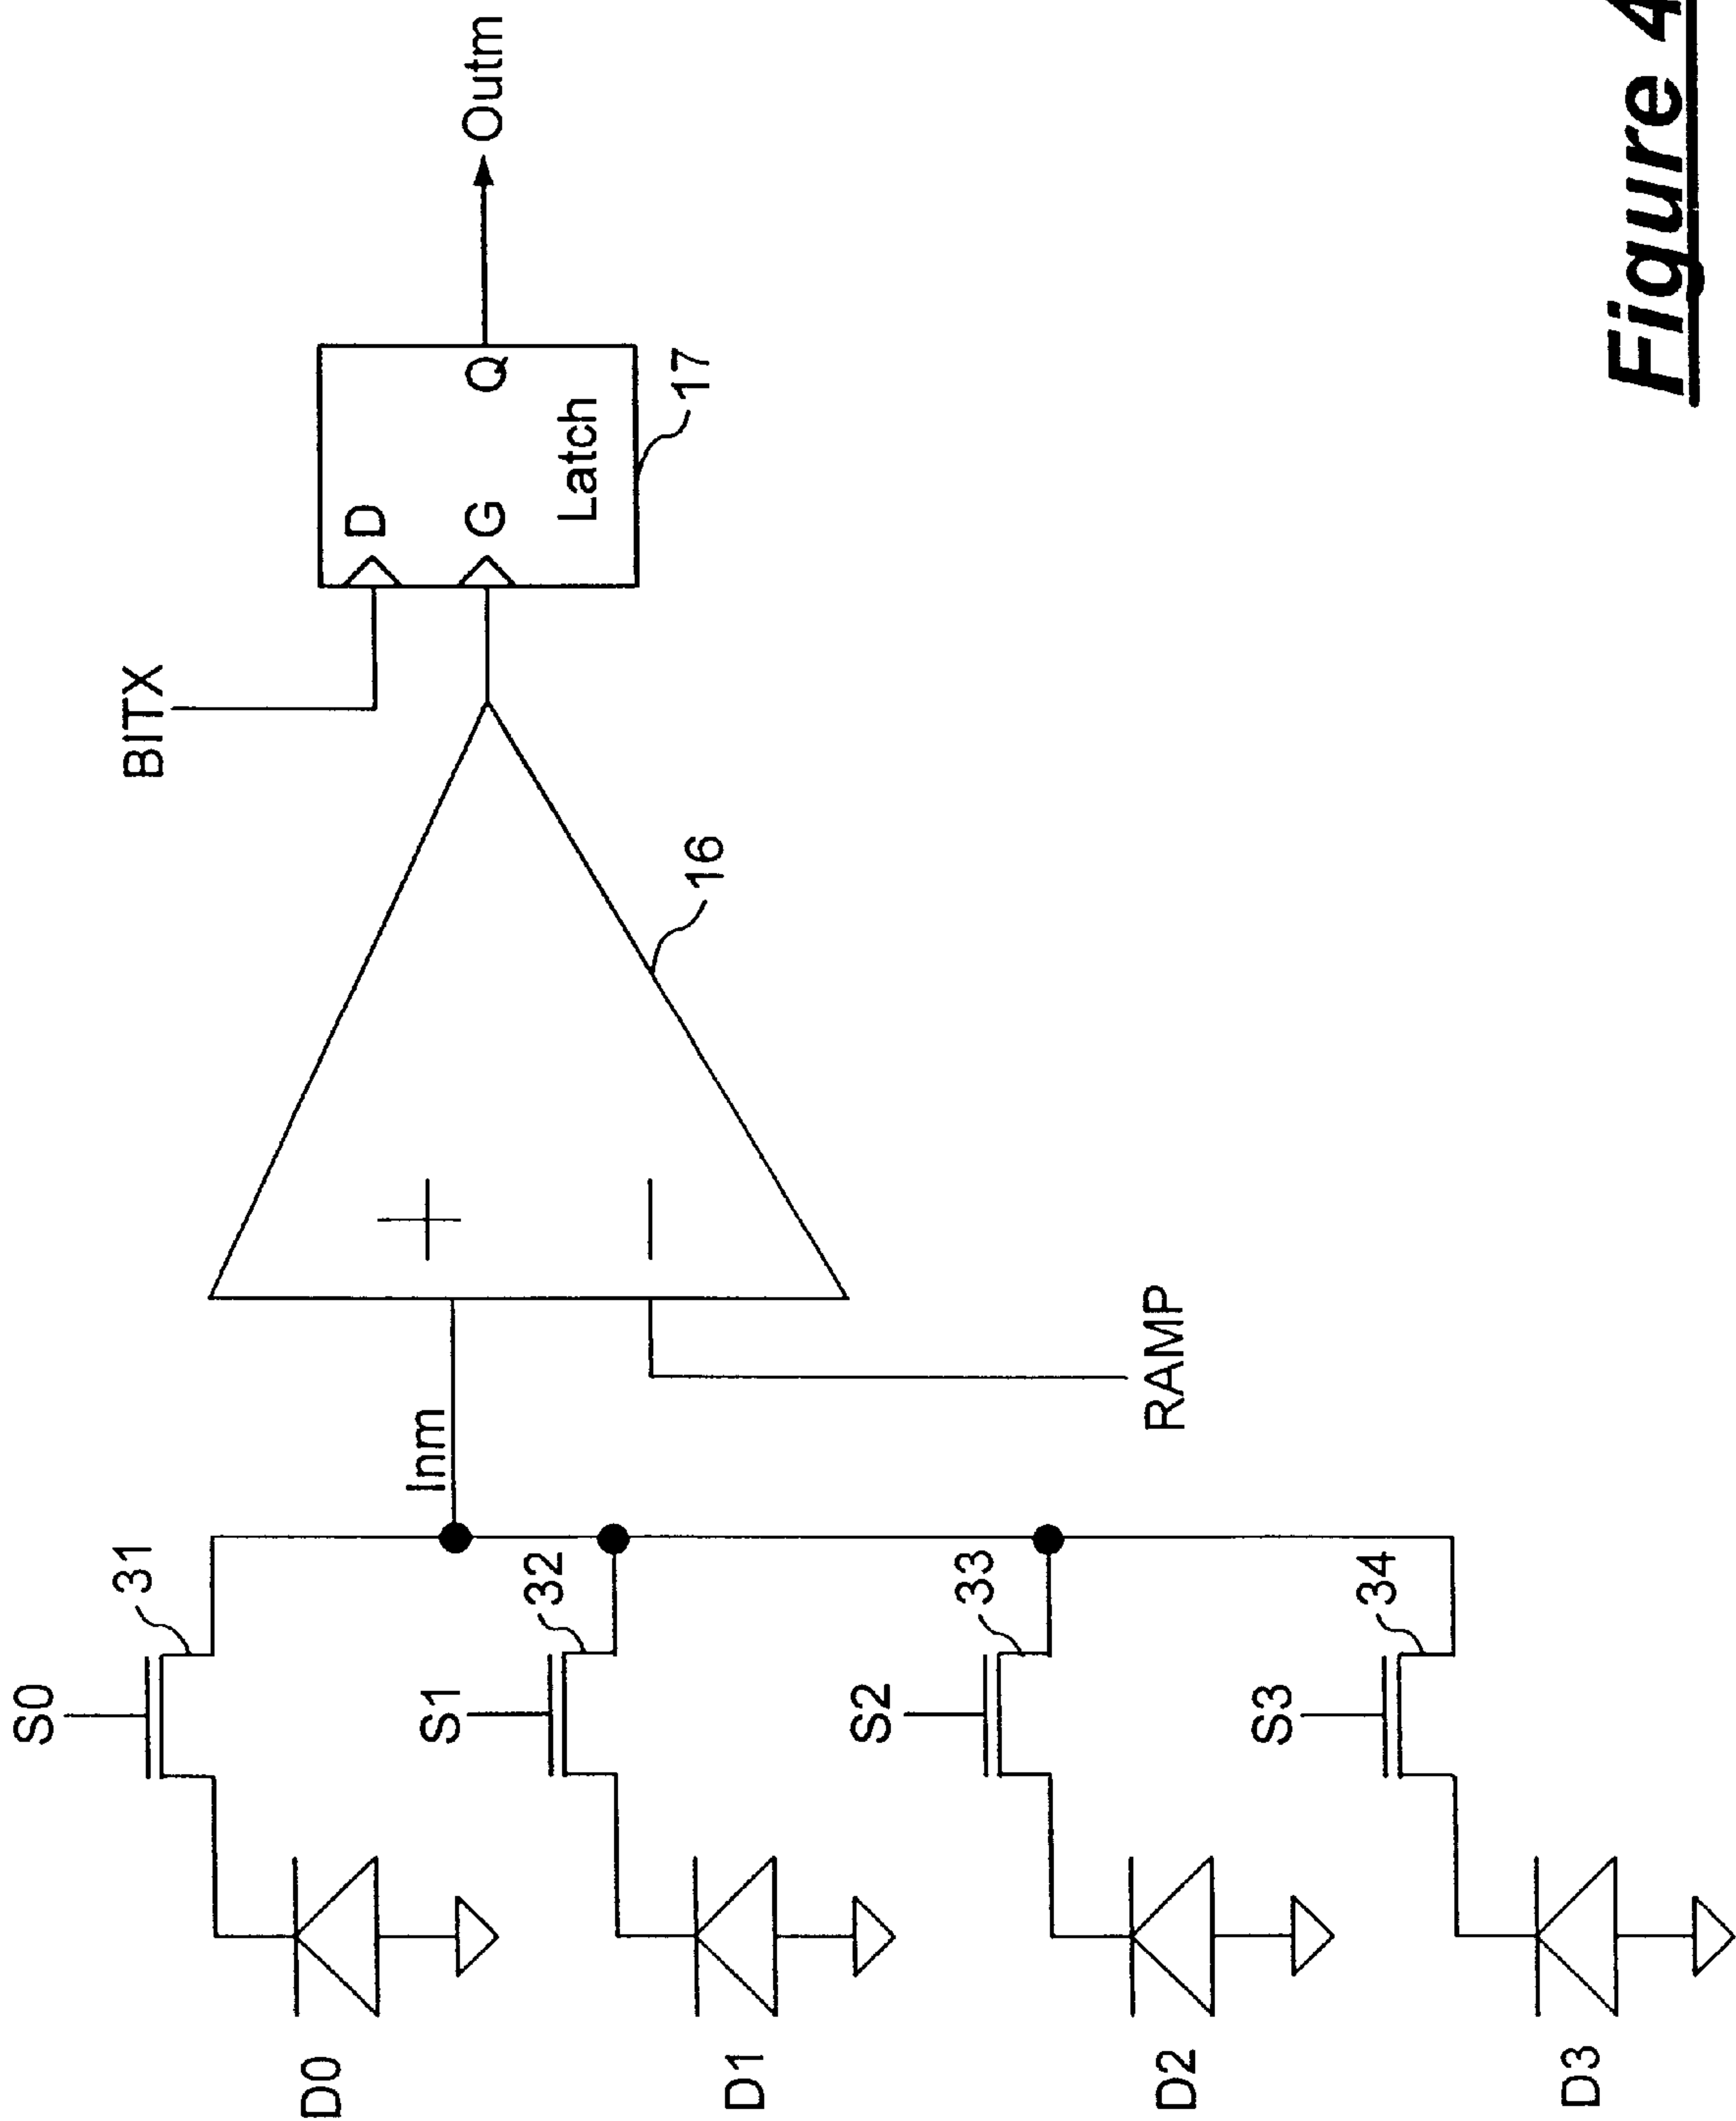 S0
31
D0
S1
32
D1
S2
33
D2
S3
34
D3
Inm
RAMP
+
−
16
BITX
D
G
Q
Latch
17
Outm
Figure 4